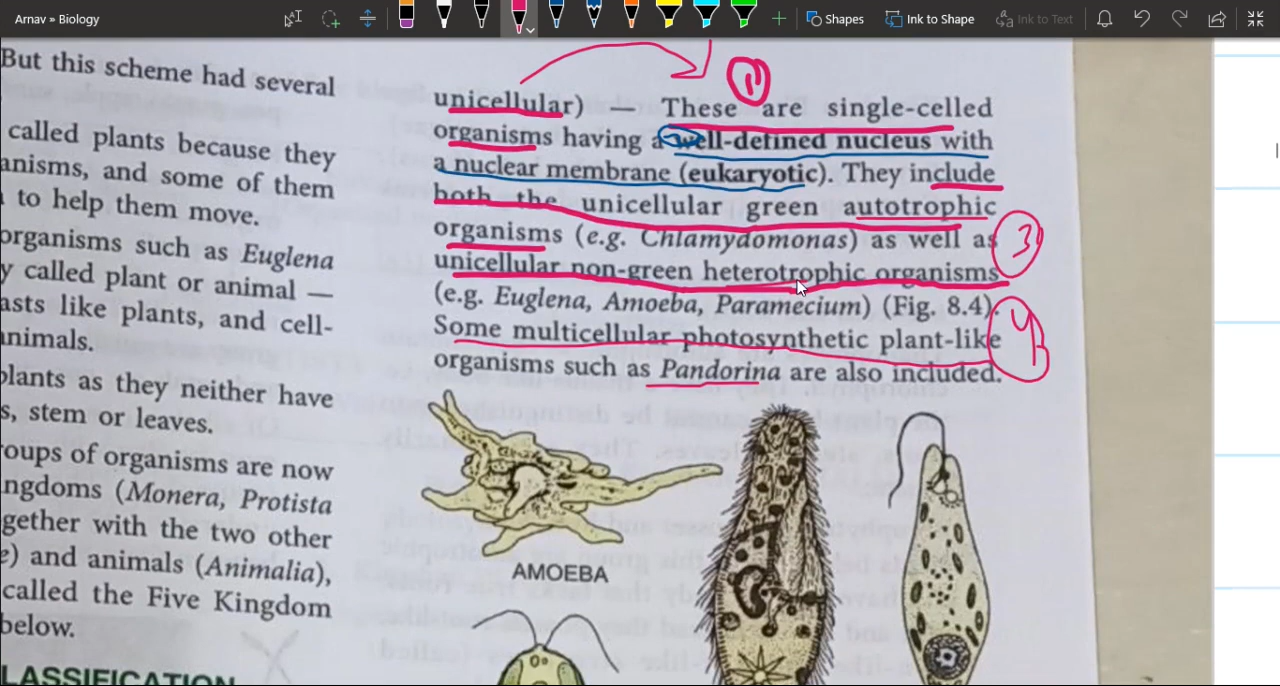 Arnav » Biology
Shapes
Ink to Shape
Ink to Text
But this scheme had several
called plants because they
anisms, and some of them
to help them move.
organisms such as Euglena
y called plant or animal —
asts like plants, and cell-
nimals.
plants as they neither have
s, stem or leaves.
roups of organisms are now
ngdoms (Monera, Protista
gether with the two other
e) and animals (Animalia),
called the Five Kingdom
below.
LASSIFICATION
1
unicellular) — These are single-celled
organisms having a well-defined nucleus with
a nuclear membrane (eukaryotic). They include
both the unicellular green autotrophic
organisms (e.g. Chlamydomonas) as well as
3
unicellular non-green heterotrophic organisms
(e.g. Euglena, Amoeba, Paramecium) (Fig. 8.4).
Some multicellular photosynthetic plant-like
4
organisms such as Pandorina are also included.
AMOEBA